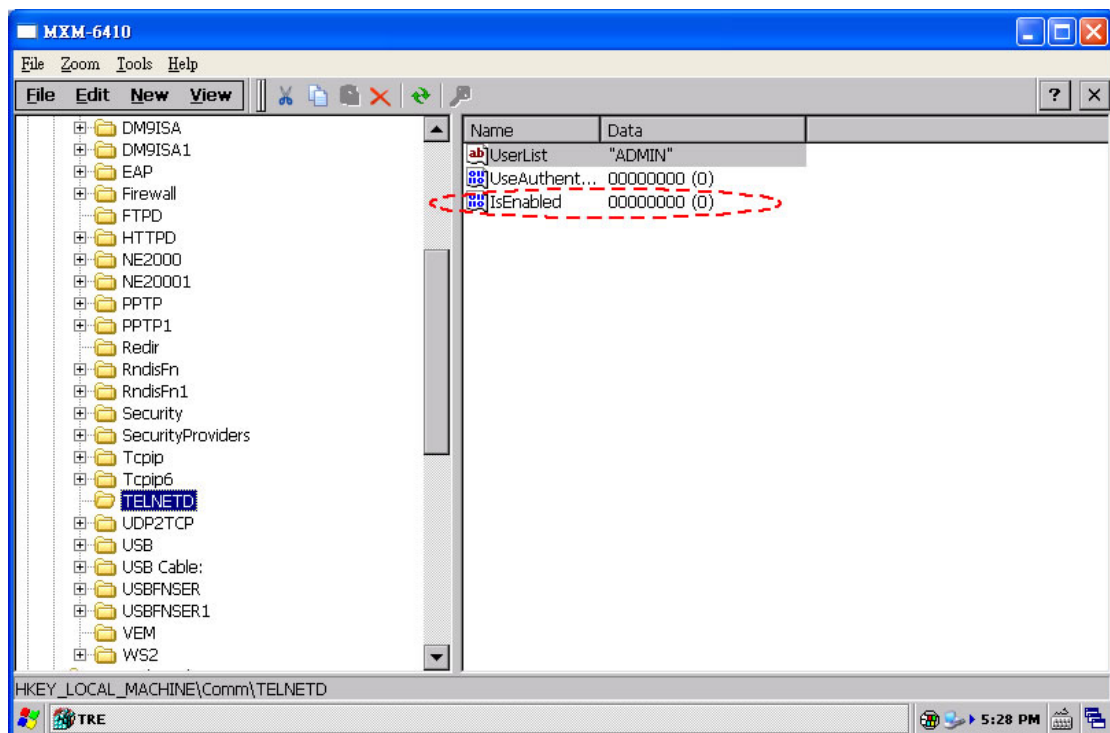 MXM-6410
File Zoom Tools Help
File Edit New View
? ×
DM9ISA
DM9ISA1
EAP
Firewall
FTPD
HTTPD
NE2000
NE20001
PPTP
PPTP1
Redir
RndisFn
RndisFn1
Security
SecurityProviders
Tcpip
Tcpip6
TELNETD
UDP2TCP
USB
USB Cable:
USBFNSER
USBFNSER1
VEM
WS2
Name Data
UserList "ADMIN"
UseAuthent... 00000000 (0)
IsEnabled 00000000 (0)
HKEY_LOCAL_MACHINE\Comm\TELNETD
TRE
5:28 PM